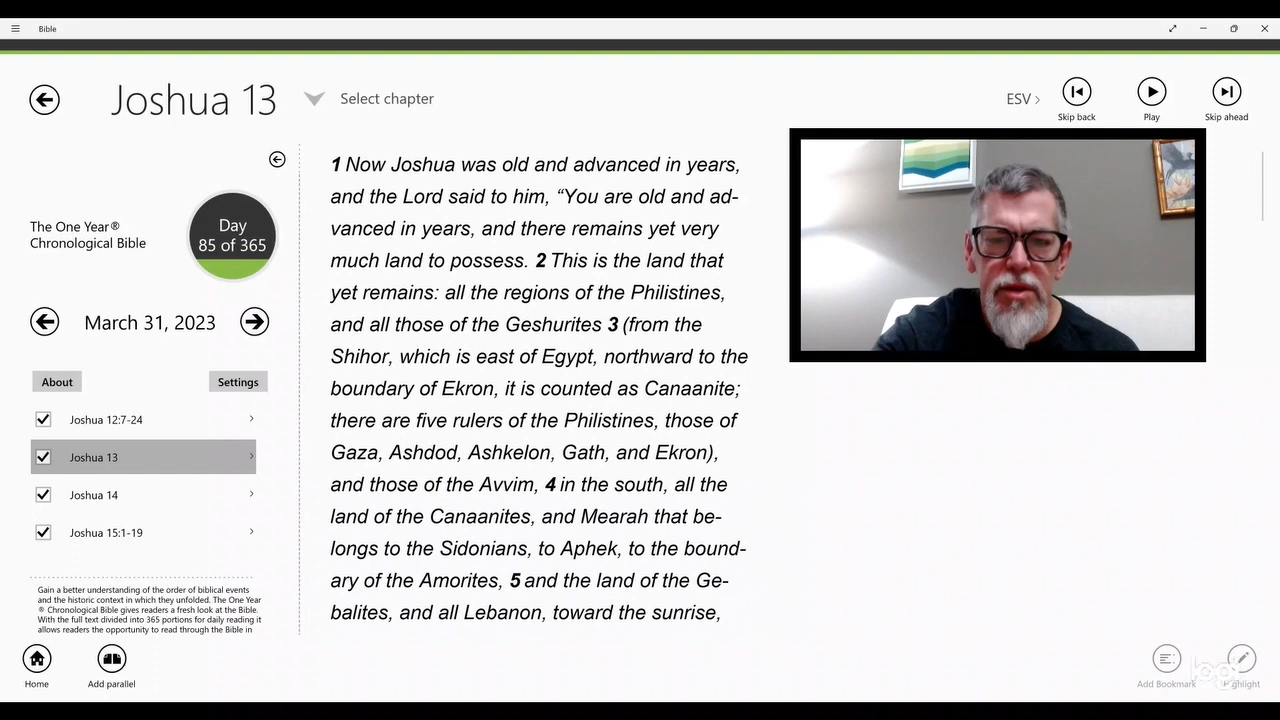 Bible
Joshua 13
Select chapter
ESV
Skip back
Play
Skip ahead
The One Year®
Chronological Bible
Day
85 of 365
March 31, 2023
About
Settings
Joshua 12:7-24
Joshua 13
Joshua 14
Joshua 15:1-19
Gain a better understanding of the order of biblical events
and the historic context in which they unfolded. The One Year
® Chronological Bible gives readers a fresh look at the Bible.
With the full text divided into 365 portions for daily reading it
allows readers the opportunity to read through the Bible in
1 Now Joshua was old and advanced in years,
and the Lord said to him, “You are old and ad-
vanced in years, and there remains yet very
much land to possess. 2 This is the land that
yet remains: all the regions of the Philistines,
and all those of the Geshurites 3 (from the
Shihor, which is east of Egypt, northward to the
boundary of Ekron, it is counted as Canaanite;
there are five rulers of the Philistines, those of
Gaza, Ashdod, Ashkelon, Gath, and Ekron),
and those of the Avvim, 4 in the south, all the
land of the Canaanites, and Mearah that be-
longs to the Sidonians, to Aphek, to the bound-
ary of the Amorites, 5 and the land of the Ge-
balites, and all Lebanon, toward the sunrise,
Home
Add parallel
Add Bookmark
Highlight
logi